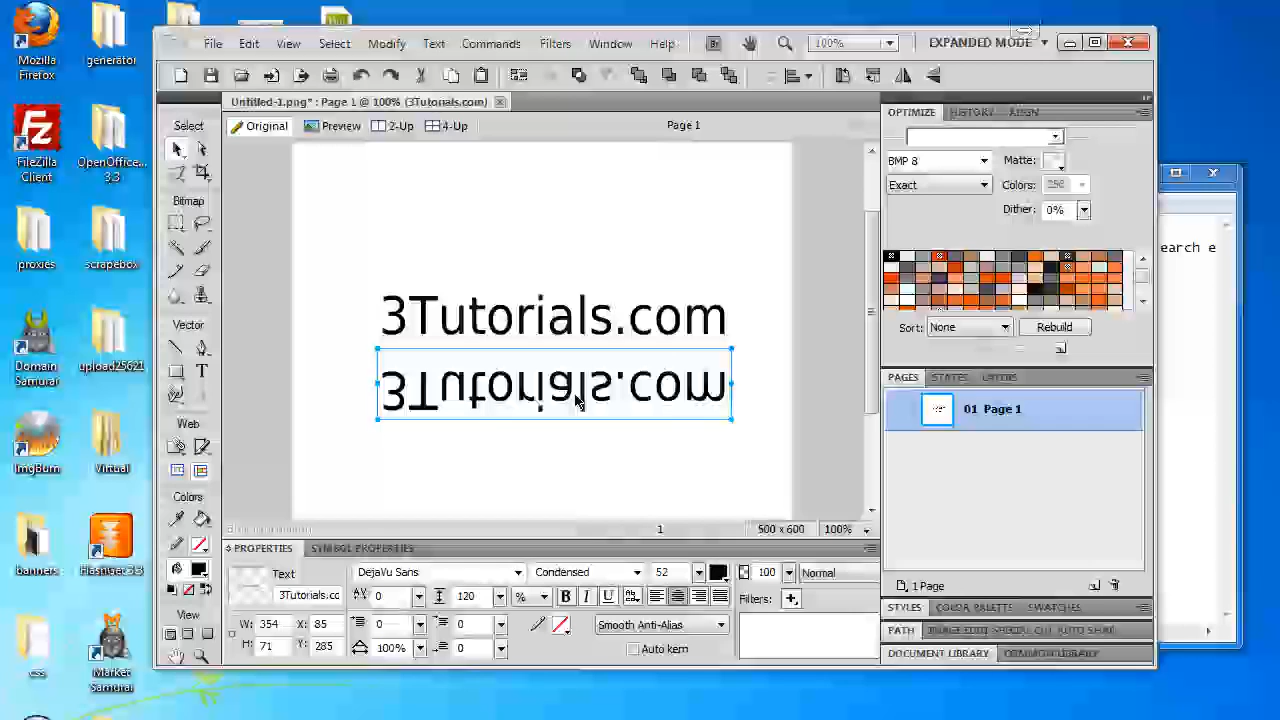 Mozilla
Firefox
generator
FileZilla
Client
OpenOffice...
3.3
proxies
scrapebox
Domain
Samurai
upload25621
ImgBurn
Virtual
banners
css
Market
Samurai
File Edit View Select Modify Text Commands Filters Window Help
Br
100%
EXPANDED MODE
Untitled-1.png* : Page 1 @ 100% (3Tutorials.com)
Original Preview 2-Up 4-Up
Page 1
Select
Bitmap
Vector
T
Web
Colors
View
3Tutorials.com
3Tutorials.com
1
500 x 600
100%
OPTIMIZE HISTORY ALIGN
BMP 8
Matte:
Exact
Colors: 256
Dither: 0%
Sort: None
Rebuild
PAGES STATES LAYERS
01 Page 1
1 Page
STYLES COLOR PALETTE SWATCHES
PATH
DOCUMENT LIBRARY COMMON LIBRARY
earch e
PROPERTIES SYMBOL PROPERTIES
Text
3Tutorials.cc
DejaVu Sans Condensed 52
100 Normal
0 120 %
B I U
Filters:
W: 354 X: 85
H: 71 Y: 285
0 0
100% 0
Smooth Anti-Alias
Auto kern